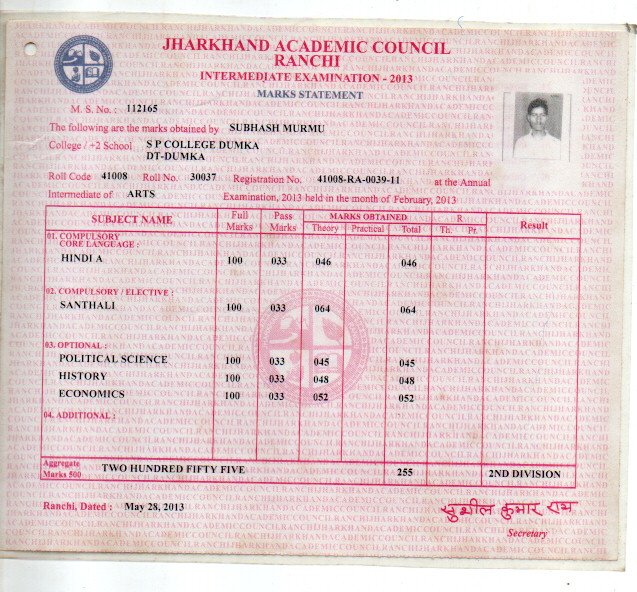 JHARKHAND ACADEMIC COUNCIL
RANCHI
INTERMEDIATE EXAMINATION - 2013
MARKS STATEMENT
M. S. No. : 112165
The following are the marks obtained by SUBHASH MURMU
College / +2 School S P COLLEGE DUMKA
DT-DUMKA
Roll Code 41008 Roll No. 30037 Registration No. 41008-RA-0039-11 at the Annual
Intermediate of ARTS Examination, 2013 held in the month of February, 2013
SUBJECT NAME Full Marks Pass Marks MARKS OBTAINED R Result
Theory Practical Total Th. Pr.
01. COMPULSORY
CORE LANGUAGE :
HINDI A 100 033 046 046
02. COMPULSORY / ELECTIVE :
SANTHALI 100 033 064 064
03. OPTIONAL :
POLITICAL SCIENCE 100 033 045 045
HISTORY 100 033 048 048
ECONOMICS 100 033 052 052
04. ADDITIONAL :
Aggregate
Marks 500 TWO HUNDRED FIFTY FIVE 255 2ND DIVISION
Ranchi, Dated : May 28, 2013
सुशील कुमार राय
Secretary